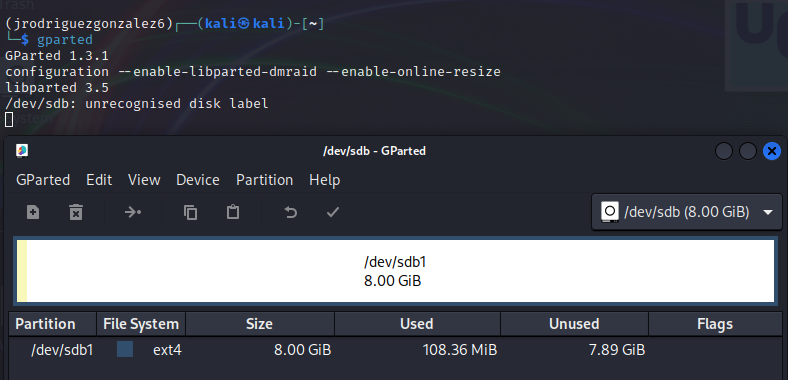 (jrodriguezgonzalez6)┌──(kali㉿kali)-[~]
└─$ gparted
GParted 1.3.1
configuration --enable-libparted-dmraid --enable-online-resize
libparted 3.5
/dev/sdb: unrecognised disk label
/dev/sdb - GParted
GParted Edit View Device Partition Help
/dev/sdb (8.00 GiB)
/dev/sdb1
8.00 GiB
Partition File System Size Used Unused Flags
/dev/sdb1 ext4 8.00 GiB 108.36 MiB 7.89 GiB